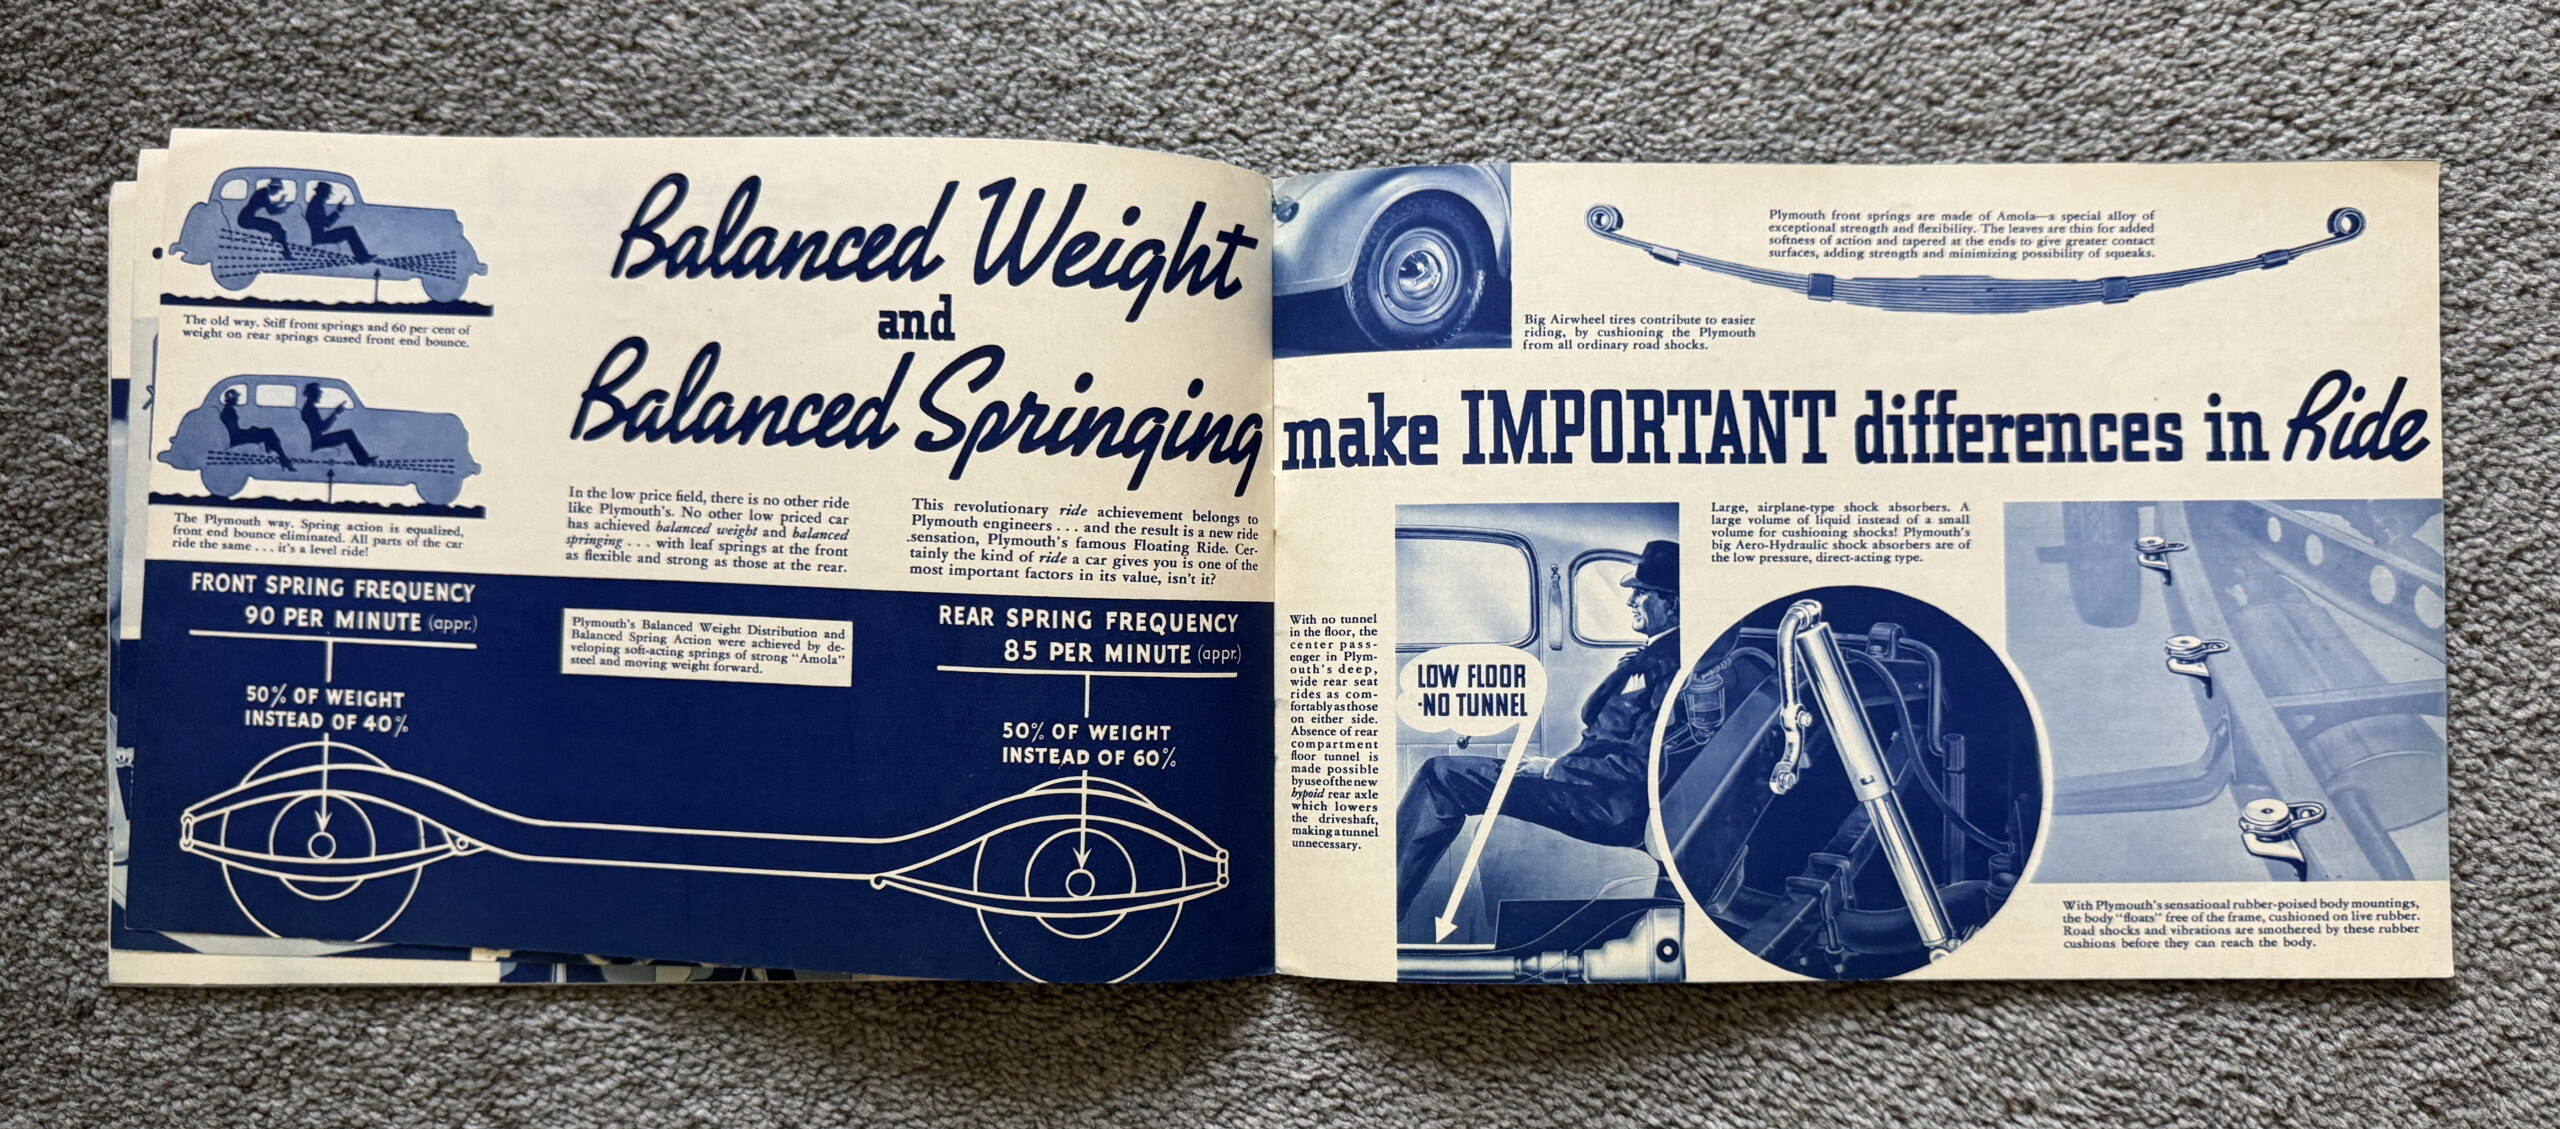 The old way. Stiff front springs and 60 per cent of
weight on rear springs caused front end bounce.
The Plymouth way. Spring action is equalized,
front end bounce eliminated. All parts of the car
ride the same . . . it's a level ride!
Balanced Weight
and
Balanced Springing
In the low price field, there is no other ride
like Plymouth's. No other low priced car
has achieved balanced weight and balanced
springing . . . with leaf springs at the front
as flexible and strong as those at the rear.
This revolutionary ride achievement belongs to
Plymouth engineers . . . and the result is a new ride
sensation, Plymouth's famous Floating Ride. Cer-
tainly the kind of ride a car gives you is one of the
most important factors in its value, isn't it?
FRONT SPRING FREQUENCY
90 PER MINUTE (appr.)
50% OF WEIGHT
INSTEAD OF 40%
Plymouth's Balanced Weight Distribution and
Balanced Spring Action were achieved by de-
veloping soft-acting springs of strong "Amola"
steel and moving weight forward.
REAR SPRING FREQUENCY
85 PER MINUTE (appr.)
50% OF WEIGHT
INSTEAD OF 60%
Big Airwheel tires contribute to easier
riding, by cushioning the Plymouth
from all ordinary road shocks.
Plymouth front springs are made of Amola—a special alloy of
exceptional strength and flexibility. The leaves are thin for added
softness of action and tapered at the ends to give greater contact
surfaces, adding strength and minimizing possibility of squeaks.
make IMPORTANT differences in Ride
With no tunnel
in the floor, the
center pass-
enger in Plym-
outh's deep,
wide rear seat
rides as com-
fortably as those
on either side.
Absence of rear
compartment
floor tunnel is
made possible
by use of the new
hypoid rear axle
which lowers
the driveshaft,
making a tunnel
unnecessary.
LOW FLOOR
-NO TUNNEL
Large, airplane-type shock absorbers. A
large volume of liquid instead of a small
volume for cushioning shocks! Plymouth's
big Aero-Hydraulic shock absorbers are of
the low pressure, direct-acting type.
With Plymouth's sensational rubber-poised body mountings,
the body "floats" free of the frame, cushioned on live rubber.
Road shocks and vibrations are smothered by these rubber
cushions before they can reach the body.